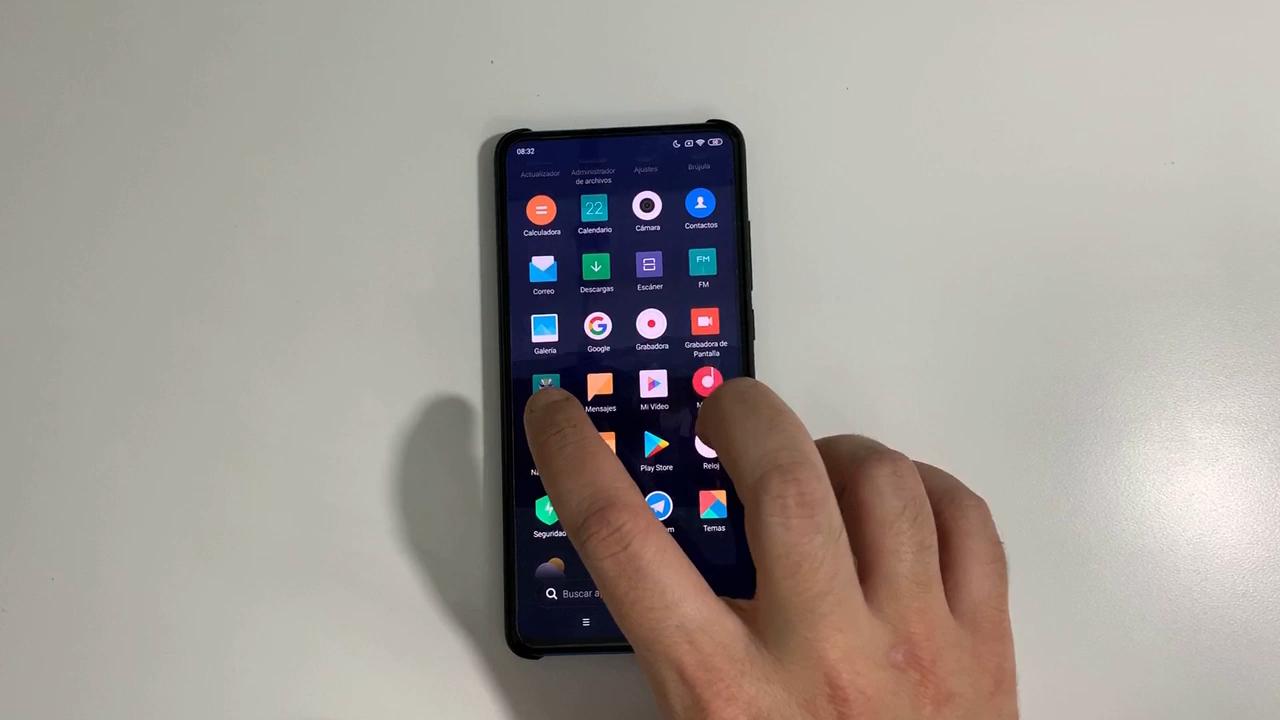 08:32
Actualizador
Administrador
de archivos
Ajustes
Brújula
22
Calculadora
Calendario
Cámara
Contactos
FM
Correo
Descargas
Escáner
FM
Galería
Google
Grabadora
Grabadora de
Pantalla
Mensajes
Mi Vídeo
Play Store
Reloj
Seguridad
Temas
Buscar